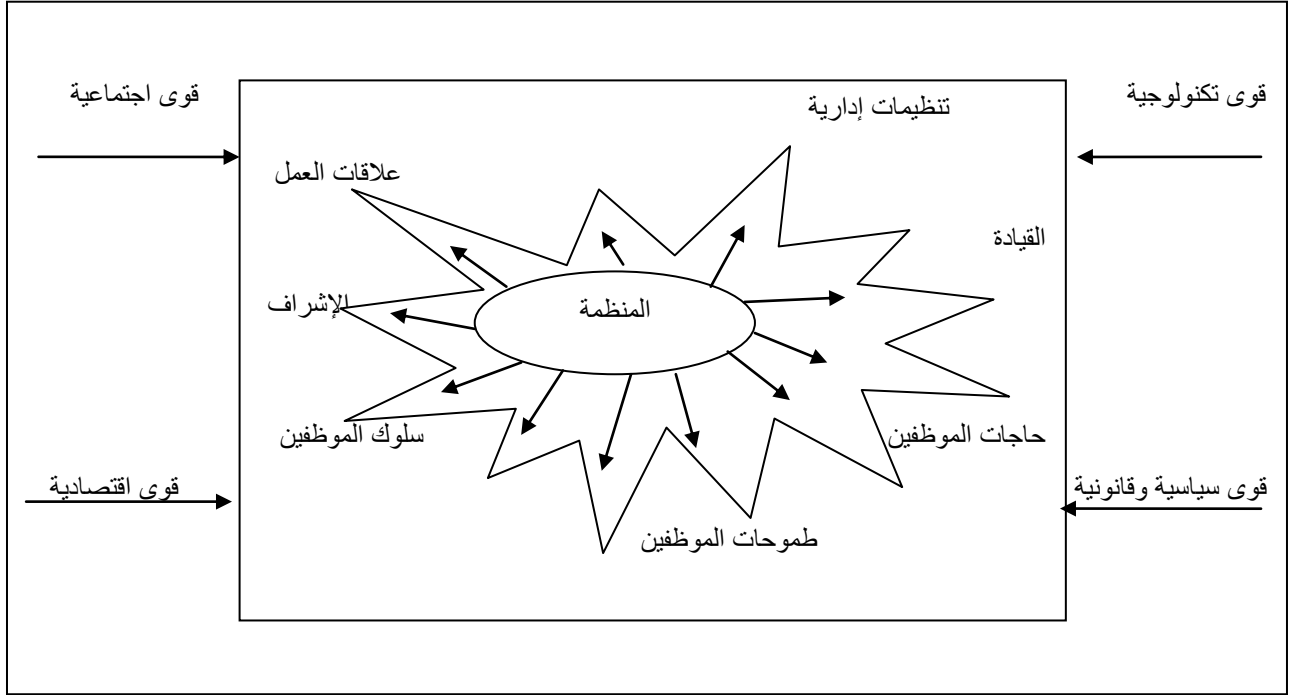 قوى تكنولوجية
قوى اجتماعية
تنظيمات إدارية
علاقات العمل
القيادة
الإشراف
المنظمة
حاجات الموظفين
سلوك الموظفين
قوى سياسية وقانونية
قوى اقتصادية
طموحات الموظفين